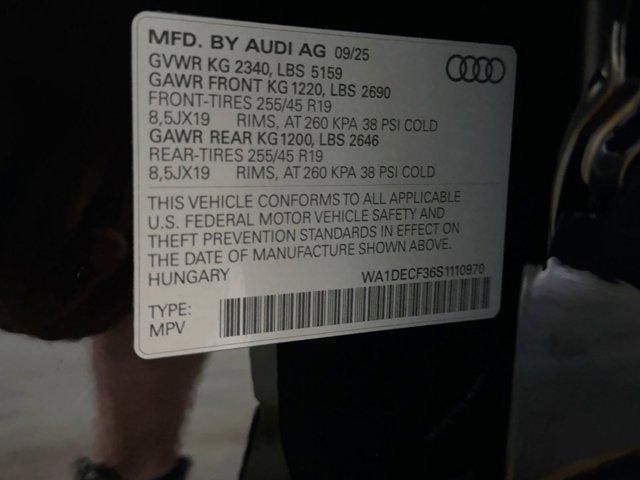 MFD. BY AUDI AG 09/25
GVWR KG 2340, LBS 5159
GAWR FRONT KG 1220, LBS 2690
FRONT-TIRES 255/45 R19
8,5JX19 RIMS, AT 260 KPA 38 PSI COLD
GAWR REAR KG1200, LBS 2646
REAR-TIRES 255/45 R19
8,5JX19 RIMS, AT 260 KPA 38 PSI COLD
THIS VEHICLE CONFORMS TO ALL APPLICABLE
U.S. FEDERAL MOTOR VEHICLE SAFETY AND
THEFT PREVENTION STANDARDS IN EFFECT ON
THE DATE OF MANUFACTURE SHOWN ABOVE.
HUNGARY WA1DECF36S1110970
TYPE:
MPV